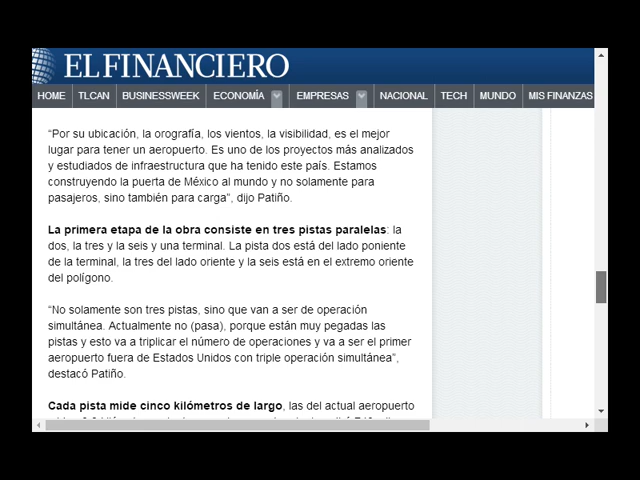 EL FINANCIERO
HOME TLCAN BUSINESSWEEK ECONOMÍA EMPRESAS NACIONAL TECH MUNDO MIS FINANZAS
“Por su ubicación, la orografía, los vientos, la visibilidad, es el mejor
lugar para tener un aeropuerto. Es uno de los proyectos más analizados
y estudiados de infraestructura que ha tenido este país. Estamos
construyendo la puerta de México al mundo y no solamente para
pasajeros, sino también para carga”, dijo Patiño.
La primera etapa de la obra consiste en tres pistas paralelas: la
dos, la tres y la seis y una terminal. La pista dos está del lado poniente
de la terminal, la tres del lado oriente y la seis está en el extremo oriente
del polígono.
“No solamente son tres pistas, sino que van a ser de operación
simultánea. Actualmente no (pasa), porque están muy pegadas las
pistas y esto va a triplicar el número de operaciones y va a ser el primer
aeropuerto fuera de Estados Unidos con triple operación simultánea”,
destacó Patiño.
Cada pista mide cinco kilómetros de largo, las del actual aeropuerto